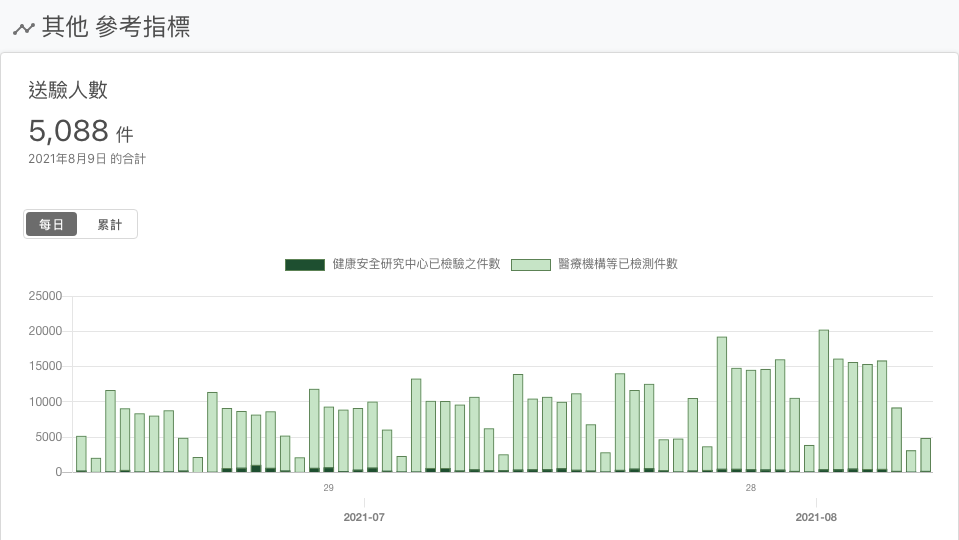 其他 參考指標
送驗人數
5,088 件
2021年8月9日 的合計
每日 累計
健康安全研究中心已檢驗之件數 醫療機構等已檢測件數
25000
20000
15000
10000
5000
0
29 28
2021-07 2021-08